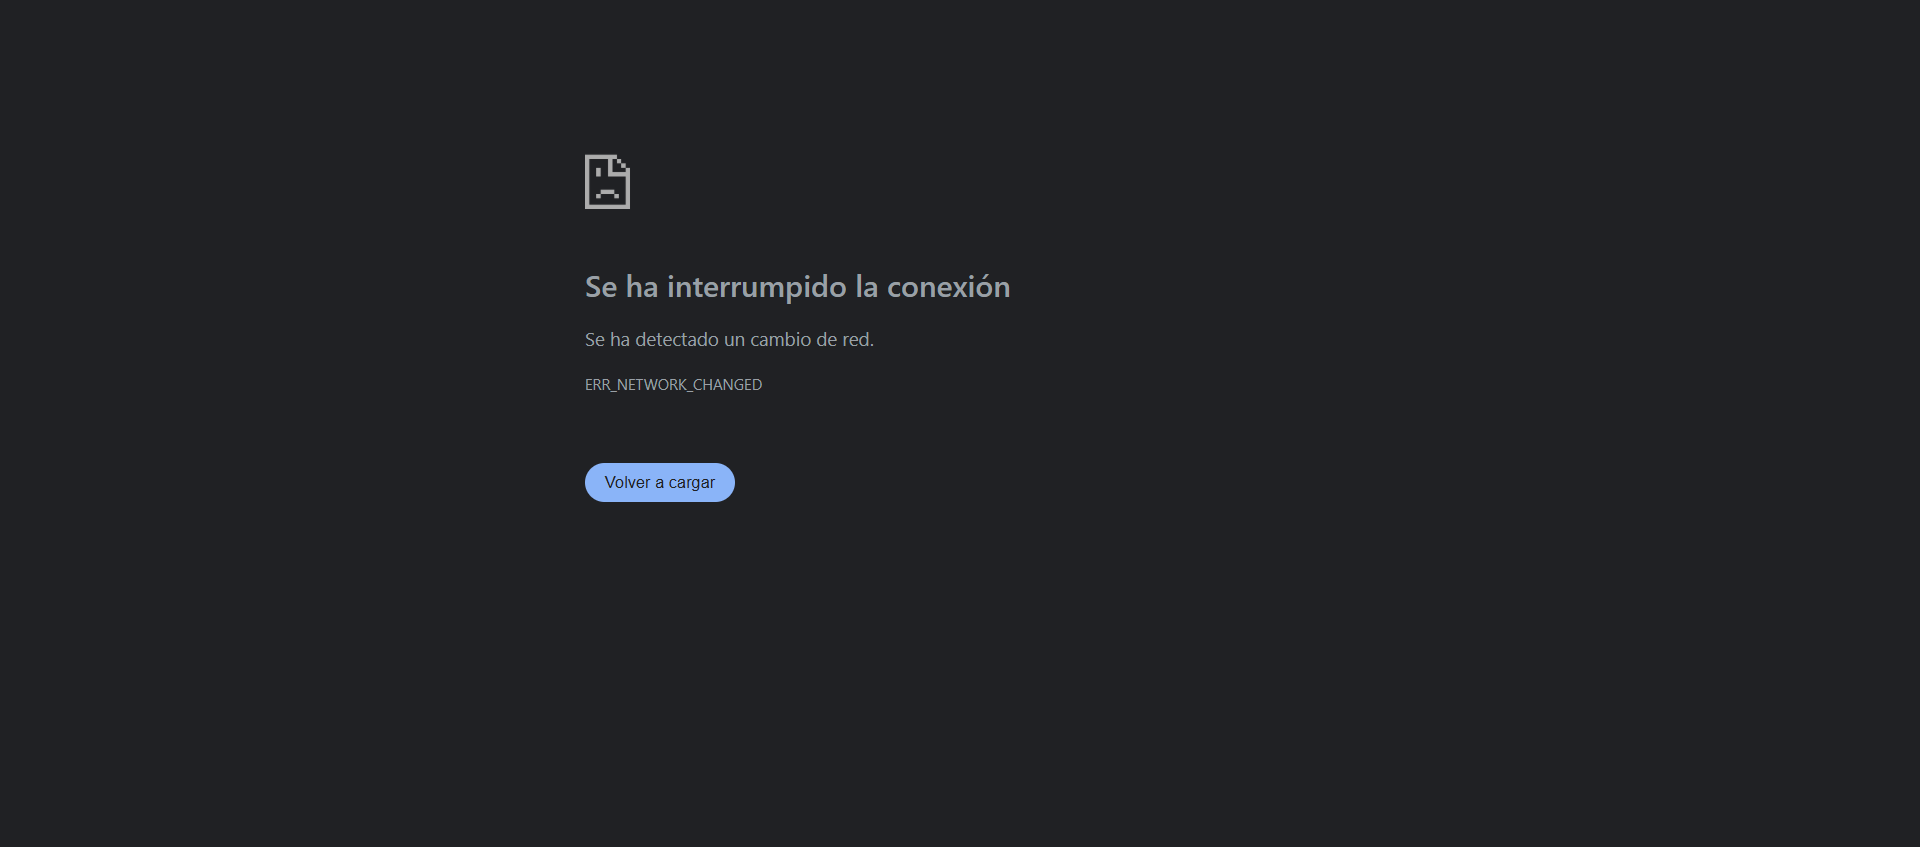 Se ha interrumpido la conexión
Se ha detectado un cambio de red.
ERR_NETWORK_CHANGED
Volver a cargar